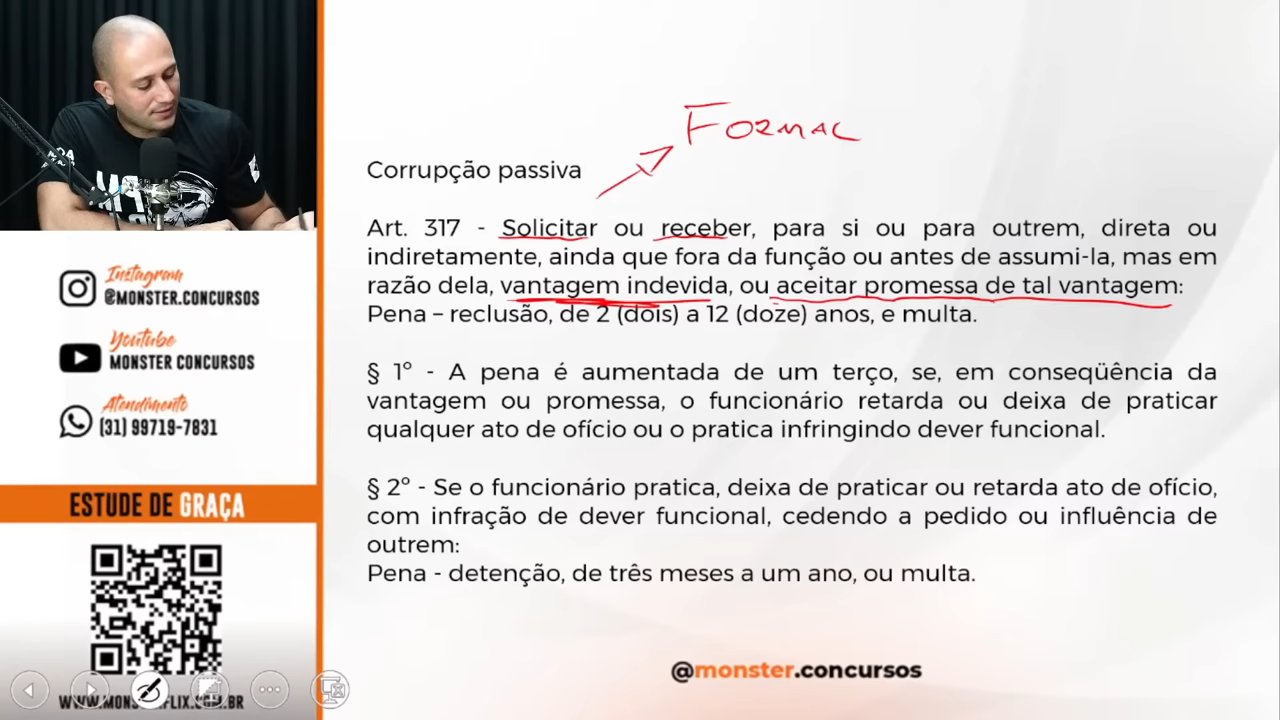 FORMAL
Corrupção passiva
Art. 317 - Solicitar ou receber, para si ou para outrem, direta ou
indiretamente, ainda que fora da função ou antes de assumi-la, mas em
razão dela, vantagem indevida, ou aceitar promessa de tal vantagem:
Pena – reclusão, de 2 (dois) a 12 (doze) anos, e multa.
§ 1º - A pena é aumentada de um terço, se, em conseqüência da
vantagem ou promessa, o funcionário retarda ou deixa de praticar
qualquer ato de ofício ou o pratica infringindo dever funcional.
§ 2º - Se o funcionário pratica, deixa de praticar ou retarda ato de ofício,
com infração de dever funcional, cedendo a pedido ou influência de
outrem:
Pena - detenção, de três meses a um ano, ou multa.
@monster.concursos
Instagram
@MONSTER.CONCURSOS
Youtube
MONSTER CONCURSOS
Atendimento
(31) 99719-7831
ESTUDE DE GRAÇA